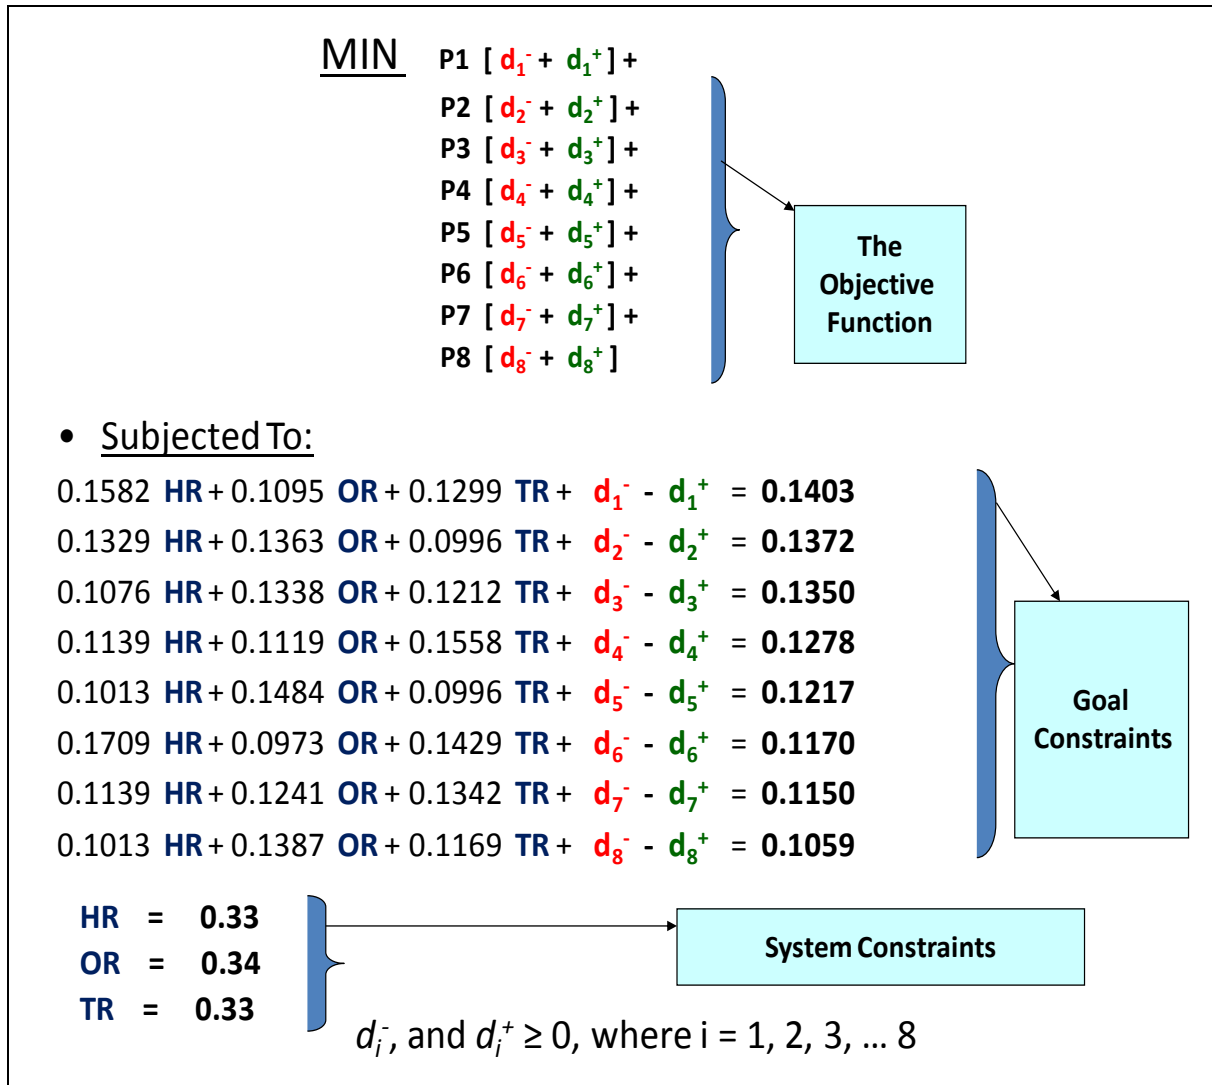 MIN P1 [ d₁⁻ + d₁⁺ ] +
P2 [ d₂⁻ + d₂⁺ ] +
P3 [ d₃⁻ + d₃⁺ ] +
P4 [ d₄⁻ + d₄⁺ ] +
P5 [ d₅⁻ + d₅⁺ ] +
P6 [ d₆⁻ + d₆⁺ ] +
P7 [ d₇⁻ + d₇⁺ ] +
P8 [ d₈⁻ + d₈⁺ ]
The
Objective
Function
• Subjected To:
0.1582 HR + 0.1095 OR + 0.1299 TR + d₁⁻ - d₁⁺ = 0.1403
0.1329 HR + 0.1363 OR + 0.0996 TR + d₂⁻ - d₂⁺ = 0.1372
0.1076 HR + 0.1338 OR + 0.1212 TR + d₃⁻ - d₃⁺ = 0.1350
0.1139 HR + 0.1119 OR + 0.1558 TR + d₄⁻ - d₄⁺ = 0.1278
0.1013 HR + 0.1484 OR + 0.0996 TR + d₅⁻ - d₅⁺ = 0.1217
0.1709 HR + 0.0973 OR + 0.1429 TR + d₆⁻ - d₆⁺ = 0.1170
0.1139 HR + 0.1241 OR + 0.1342 TR + d₇⁻ - d₇⁺ = 0.1150
0.1013 HR + 0.1387 OR + 0.1169 TR + d₈⁻ - d₈⁺ = 0.1059
Goal
Constraints
HR = 0.33
OR = 0.34
TR = 0.33
System Constraints
dᵢ⁻, and dᵢ⁺ ≥ 0, where i = 1, 2, 3, ... 8